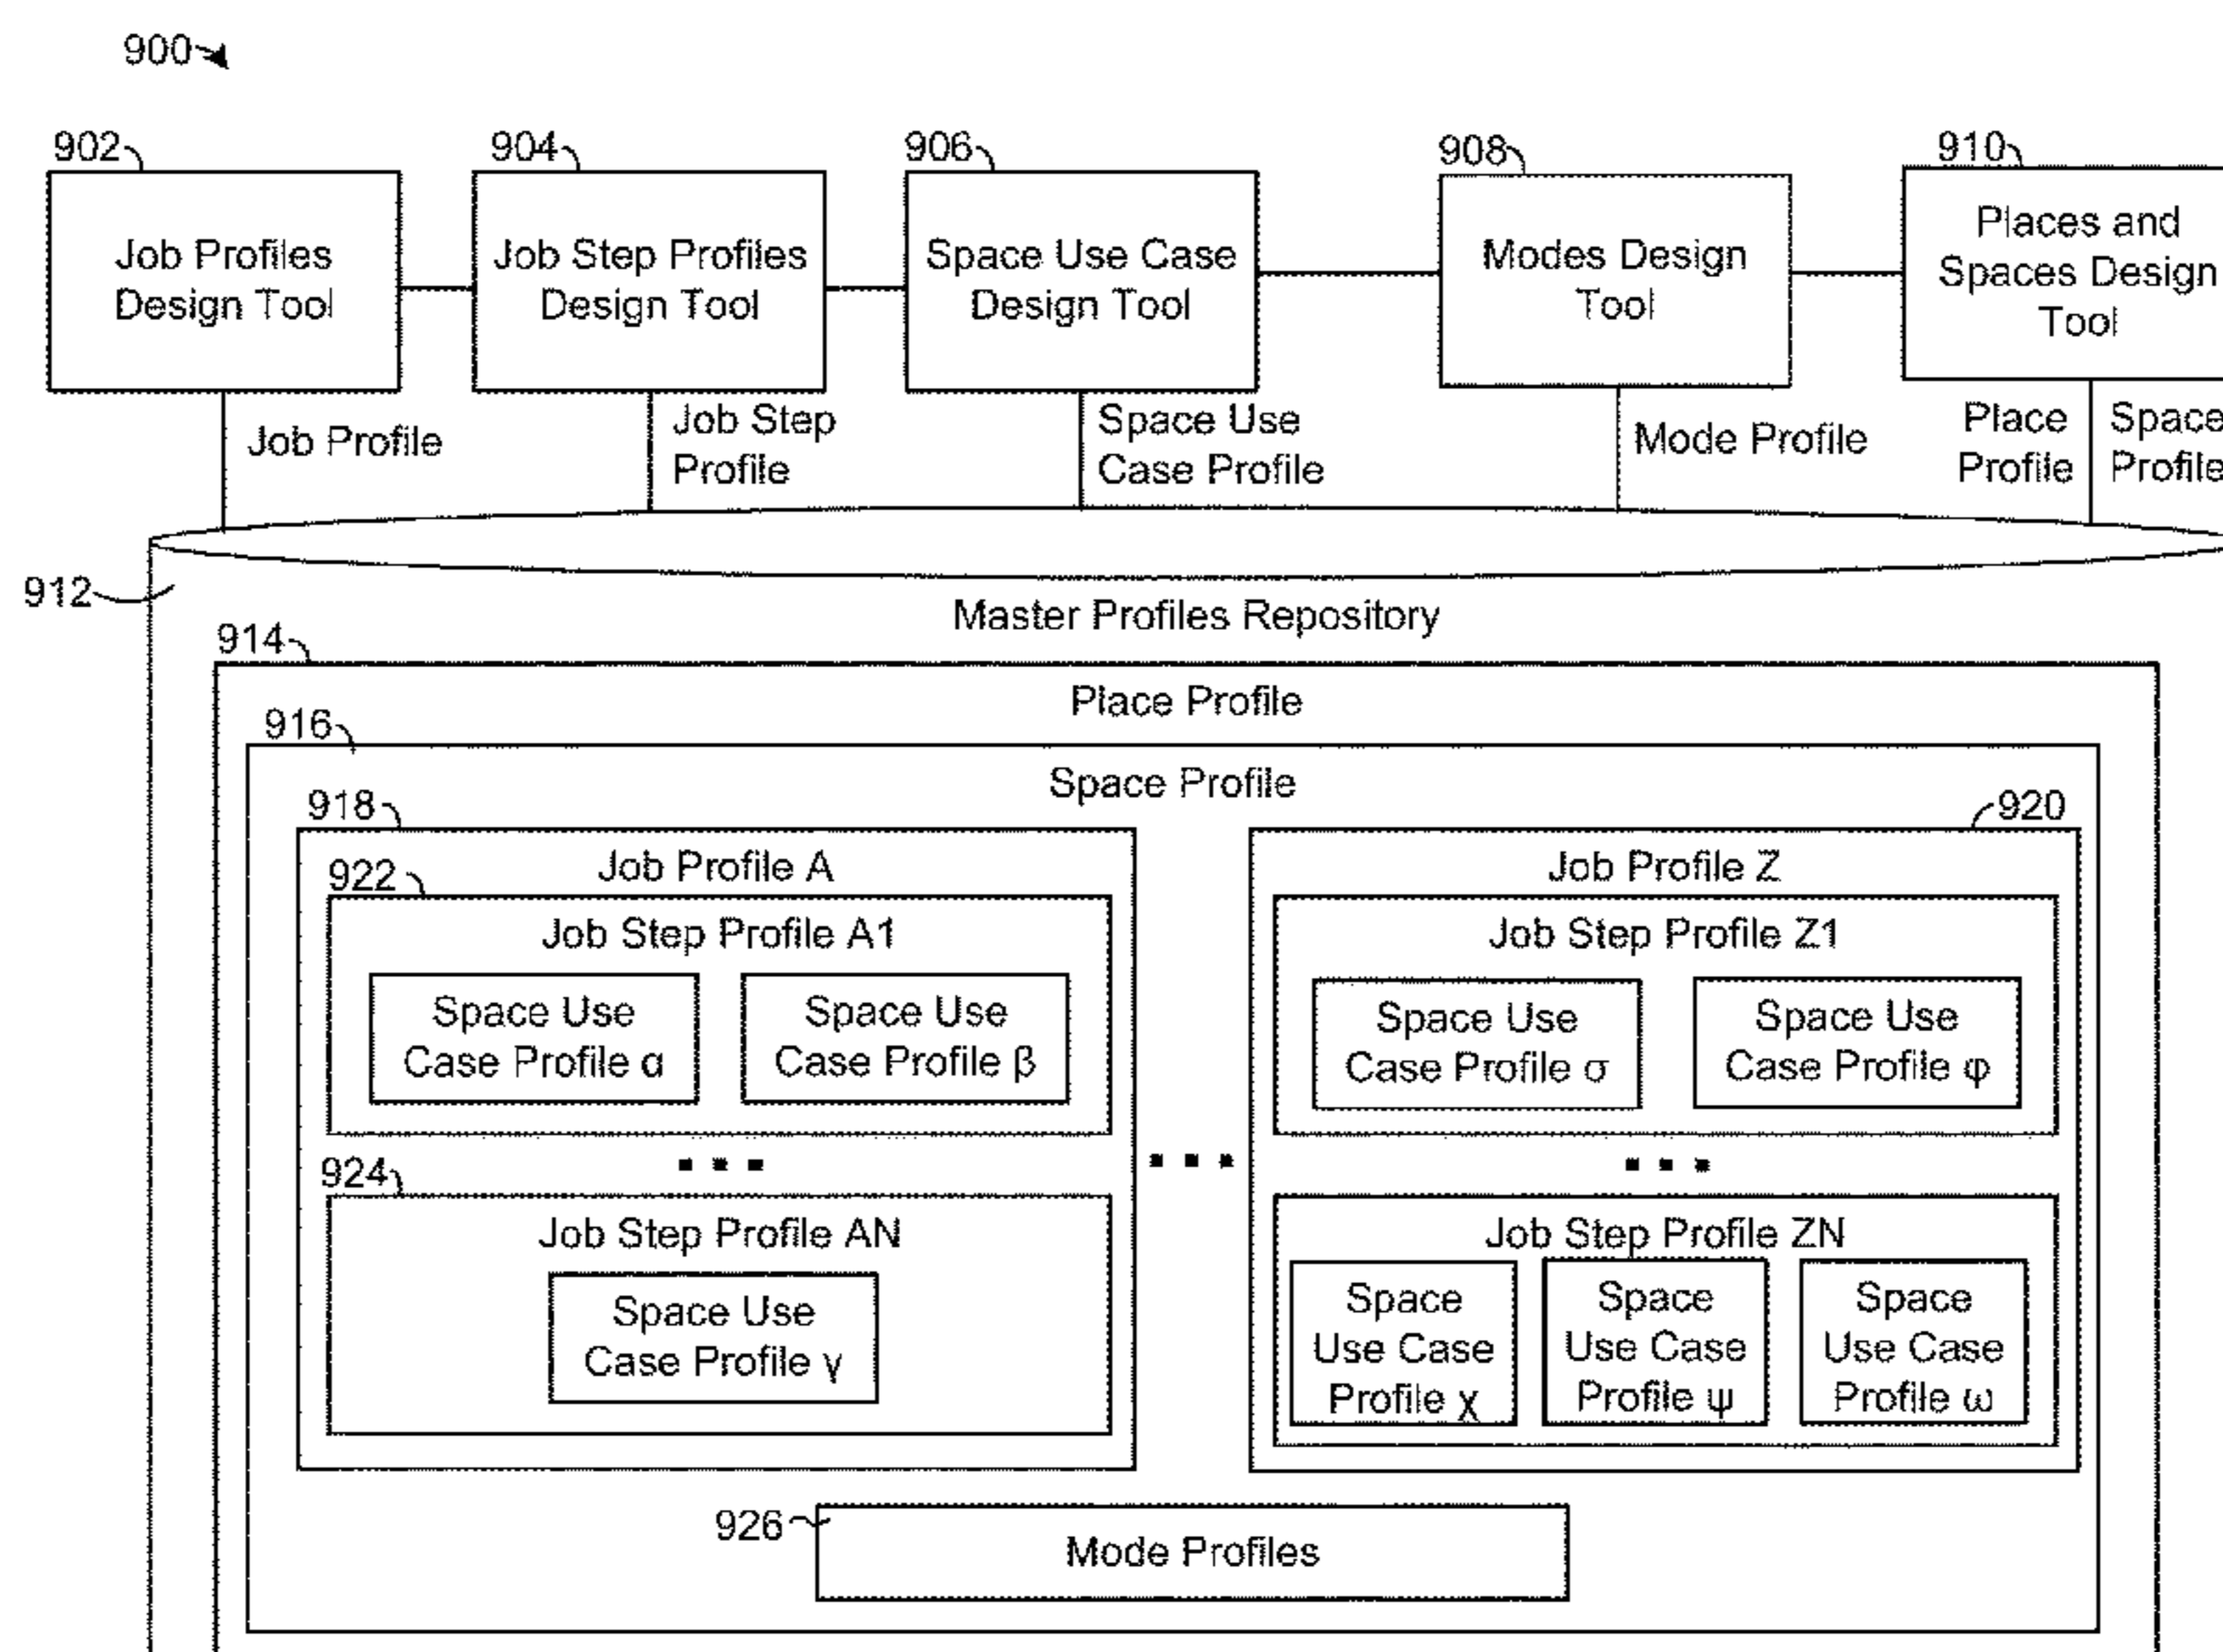 900
902
904
906
908
910
Job Profiles
Design Tool
Job Step Profiles
Design Tool
Space Use Case
Design Tool
Modes Design
Tool
Places and
Spaces Design
Tool
Job Profile
Job Step
Profile
Space Use
Case Profile
Mode Profile
Place
Profile
Space
Profile
912
Master Profiles Repository
914
Place Profile
916
Space Profile
918
920
Job Profile A
922
Job Step Profile A1
Space Use
Case Profile α
Space Use
Case Profile β
924
Job Step Profile AN
Space Use
Case Profile γ
Job Profile Z
Job Step Profile Z1
Space Use
Case Profile σ
Space Use
Case Profile φ
Job Step Profile ZN
Space
Use Case
Profile χ
Space
Use Case
Profile ψ
Space
Use Case
Profile ω
926
Mode Profiles